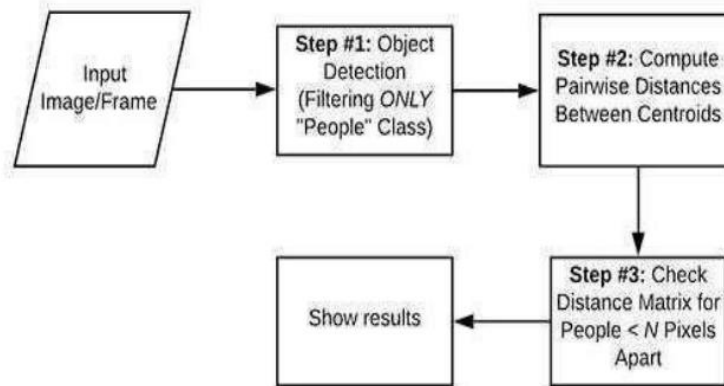 Input
Image/Frame
Step #1: Object
Detection
(Filtering ONLY
"People" Class)
Step #2: Compute
Pairwise Distances
Between Centroids
Step #3: Check
Distance Matrix for
People < N Pixels
Apart
Show results